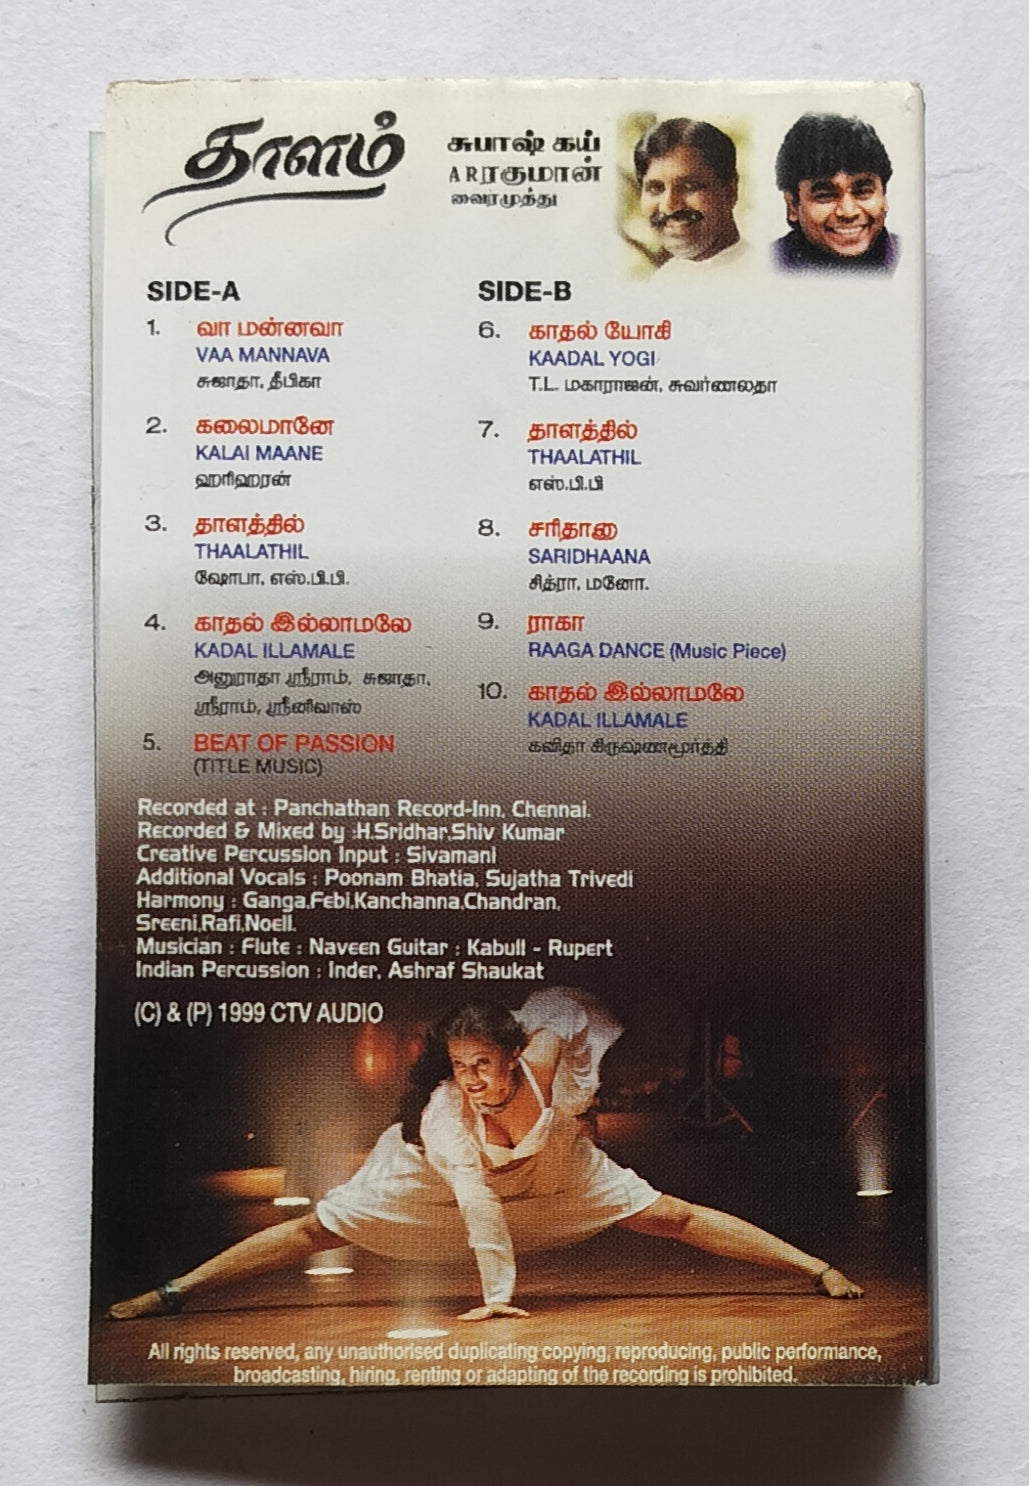 தாளம்
சுபாஷ் கய்
A R ரகுமான்
வைரமுத்து
SIDE-A
1. வா மன்னவா
VAA MANNAVA
சுஜாதா, தீபிகா
2. கலைமானே
KALAI MAANE
ஹரிஹரன்
3. தாளத்தில்
THAALATHIL
ஷோபா, எஸ்.பி.பி.
4. காதல் இல்லாமலே
KADAL ILLAMALE
அனுராதா ஸ்ரீராம், சுஜாதா,
ஸ்ரீராம், ஸ்ரீனிவாஸ்
5. BEAT OF PASSION
(TITLE MUSIC)
SIDE-B
6. காதல் யோகி
KAADAL YOGI
T.L. மகாராஜன், சுவர்ணலதா
7. தாளத்தில்
THAALATHIL
எஸ்.பி.பி
8. சரிதானா
SARIDHAANA
சித்ரா, மனோ.
9. ராகா
RAAGA DANCE (Music Piece)
10. காதல் இல்லாமலே
KADAL ILLAMALE
கவிதா கிருஷ்ணமூர்த்தி
Recorded at : Panchathan Record-Inn, Chennai.
Recorded & Mixed by :H.Sridhar,Shiv Kumar
Creative Percussion Input : Sivamani
Additional Vocals : Poonam Bhatia, Sujatha Trivedi
Harmony : Ganga,Febi,Kanchanna,Chandran,
Sreeni,Rafi,Noell.
Musician : Flute : Naveen Guitar : Kabull - Rupert
Indian Percussion : Inder, Ashraf Shaukat
(C) & (P) 1999 CTV AUDIO
All rights reserved, any unauthorised duplicating copying, reproducing, public performance,
broadcasting, hiring, renting or adapting of the recording is prohibited.